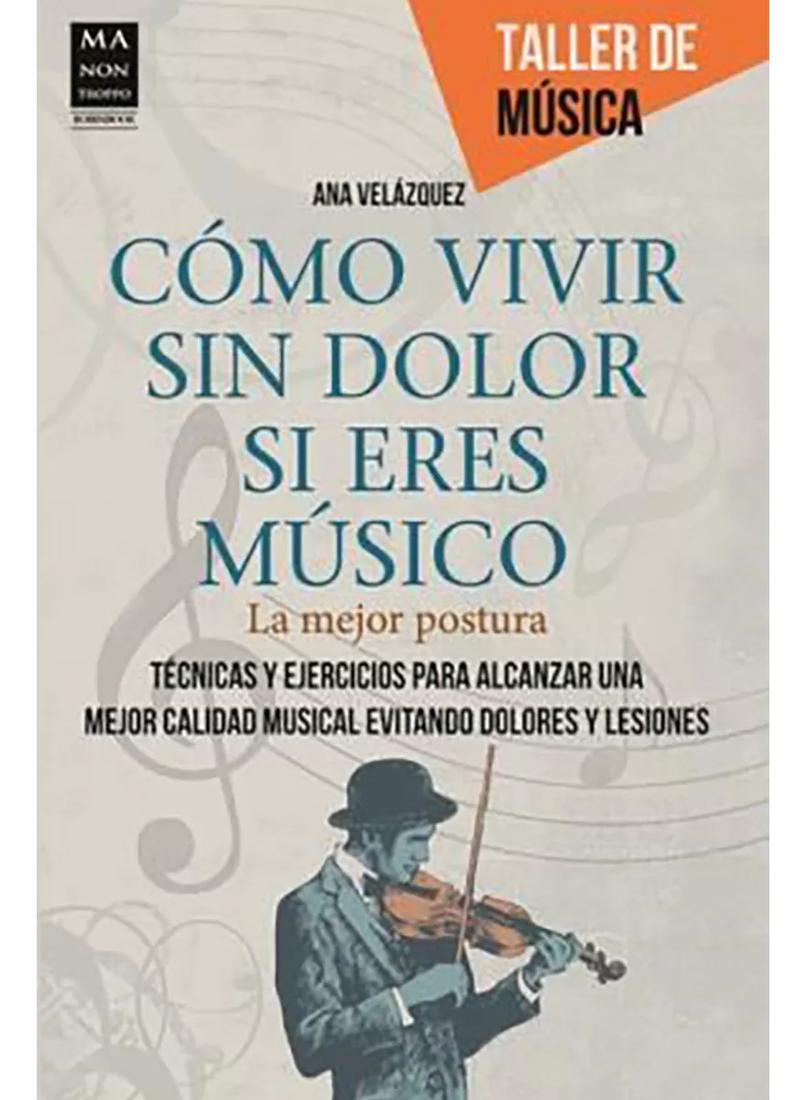 MA
NON
TROPPO
TALLER DE
MÚSICA
ANA VELÁZQUEZ
CÓMO VIVIR
SIN DOLOR
SI ERES
MÚSICO
La mejor postura
TÉCNICAS Y EJERCICIOS PARA ALCANZAR UNA
MEJOR CALIDAD MUSICAL EVITANDO DOLORES Y LESIONES